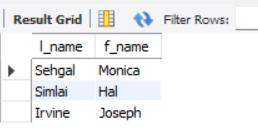 Result Grid Filter Rows:
l_name f_name
Sehgal Monica
Simlai Hal
Irvine Joseph